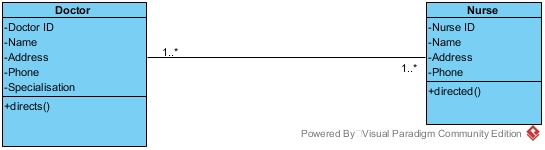 Doctor
-Doctor ID
-Name
-Address
-Phone
-Specialisation
+directs()
1..*
1..*
Nurse
-Nurse ID
-Name
-Address
-Phone
+directed()
Powered By Visual Paradigm Community Edition